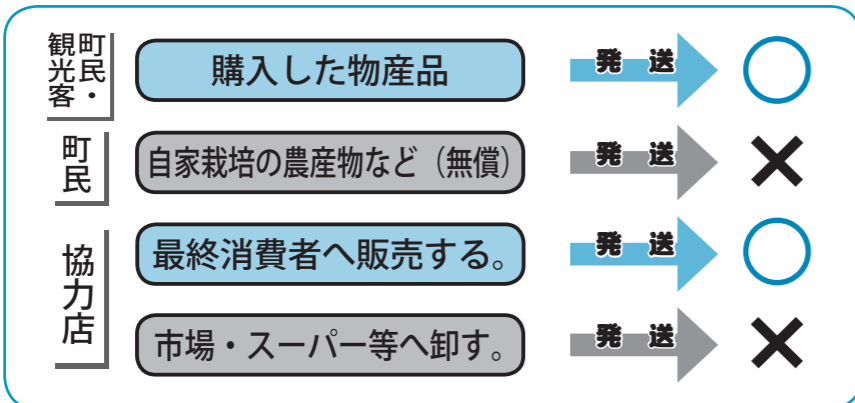 町民・観光客
購入した物産品
発送
町民
自家栽培の農産物など（無償）
発送
協力店
最終消費者へ販売する。
発送
市場・スーパー等へ卸す。
発送